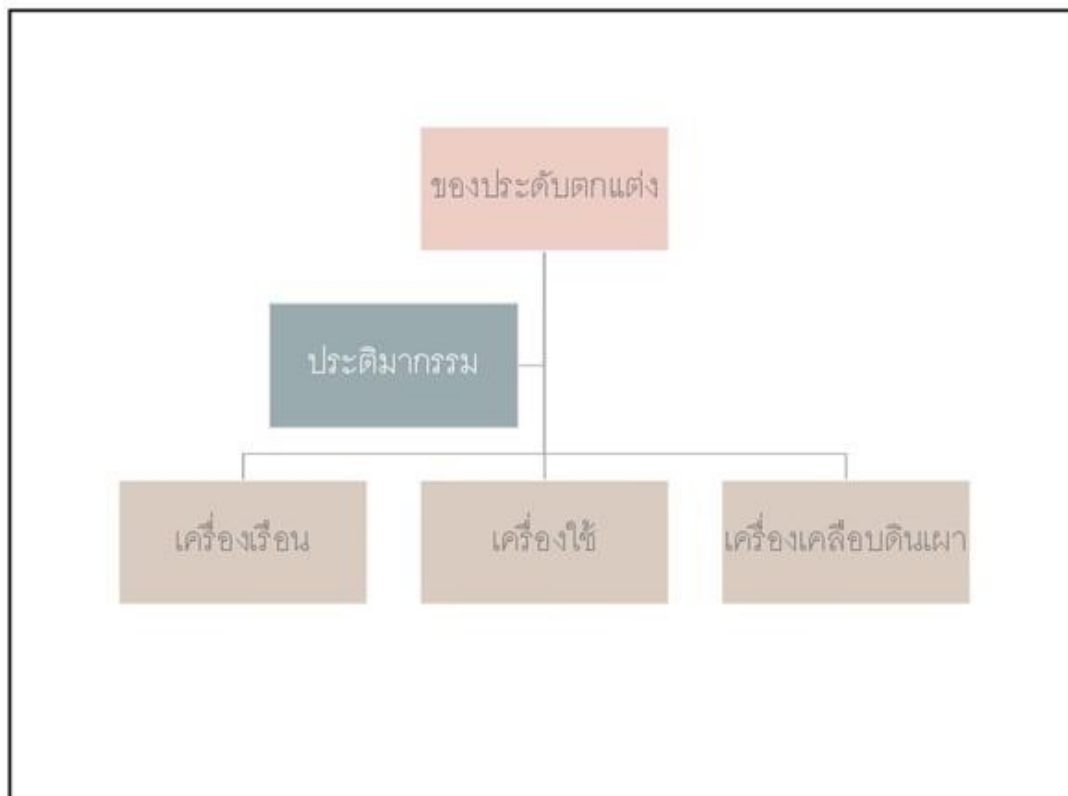 ของประดับตกแต่ง
ประติมากรรม
เครื่องเรือน
เครื่องใช้
เครื่องเคลือบดินเผา